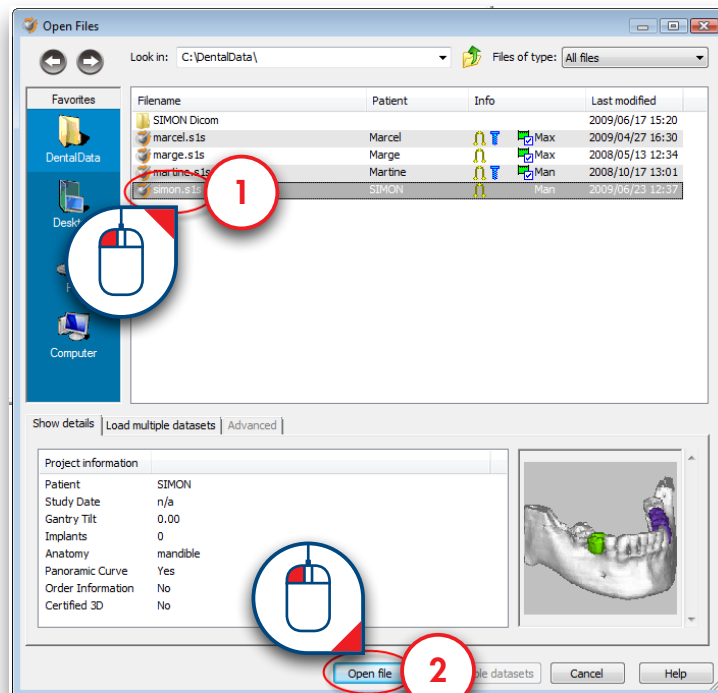 Open Files
Look in: C:\DentalData\ Files of type: All files
Favorites
DentalData
Computer
Filename Patient Info Last modified
SIMON Dicom 2009/06/17 15:20
marcel.s1s Marcel Max 2009/04/27 16:30
marge.s1s Marge Max 2008/05/13 12:34
martine.s1s Martine Man 2008/10/17 13:01
simon.s1s SIMON Man 2009/06/23 12:37
1
Show details Load multiple datasets Advanced
Project information
Patient SIMON
Study Date n/a
Gantry Tilt 0.00
Implants 0
Anatomy mandible
Panoramic Curve Yes
Order Information No
Certified 3D No
Open file 2 datasets Cancel Help